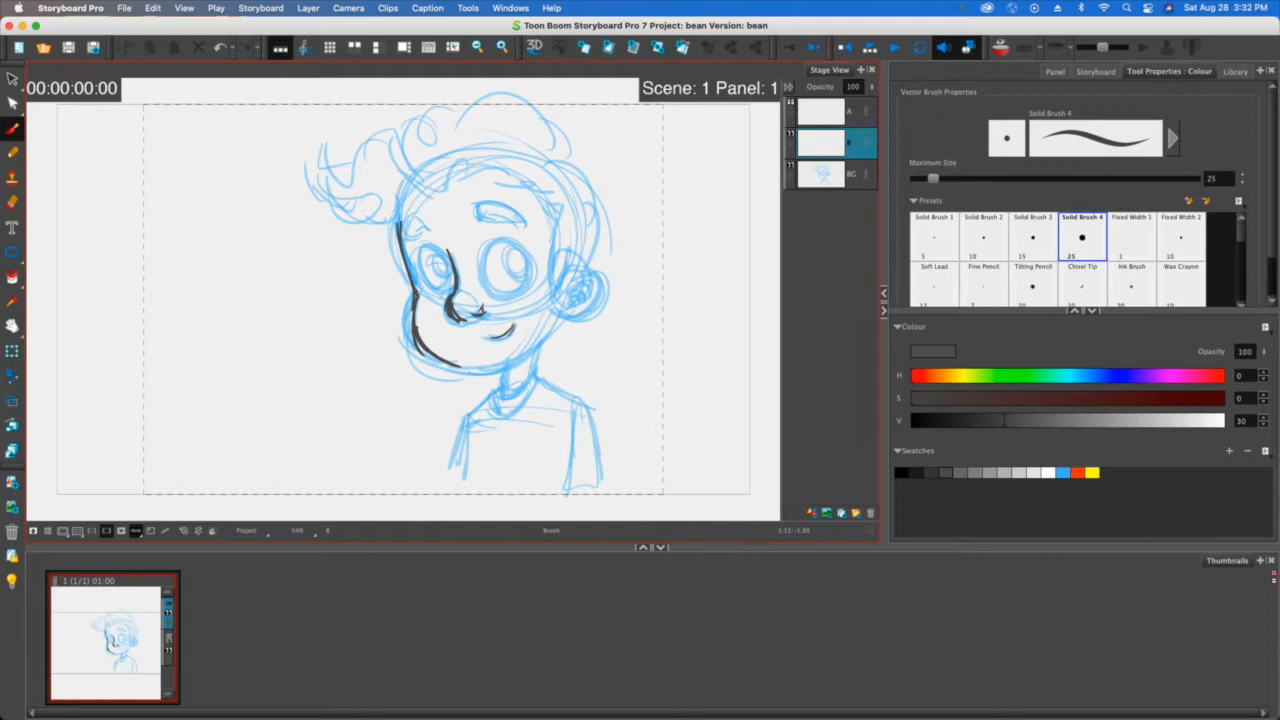 Storyboard Pro File Edit View Play Storyboard Layer Camera Clips Caption Tools Windows Help Sat Aug 28 3:32 PM
Toon Boom Storyboard Pro 7 Project: bean Version: bean
3D
Stage View
Panel Storyboard Tool Properties : Colour Library
00:00:00:00 Scene: 1 Panel: 1
Opacity 100
Vector Brush Properties
A
Solid Brush 4
B
Maximum Size
BG
25
Presets
Solid Brush 1 Solid Brush 2 Solid Brush 3 Solid Brush 4 Fixed Width 1 Fixed Width 2
5 10 15 25 1 10
Soft Lead Fine Pencil Tilting Pencil Chisel Tip Ink Brush Wax Crayon
Colour
Opacity 100
H 0
S 0
V 30
Swatches
Project 54% Brush
Thumbnails
1 (1/1) 01:00
BG